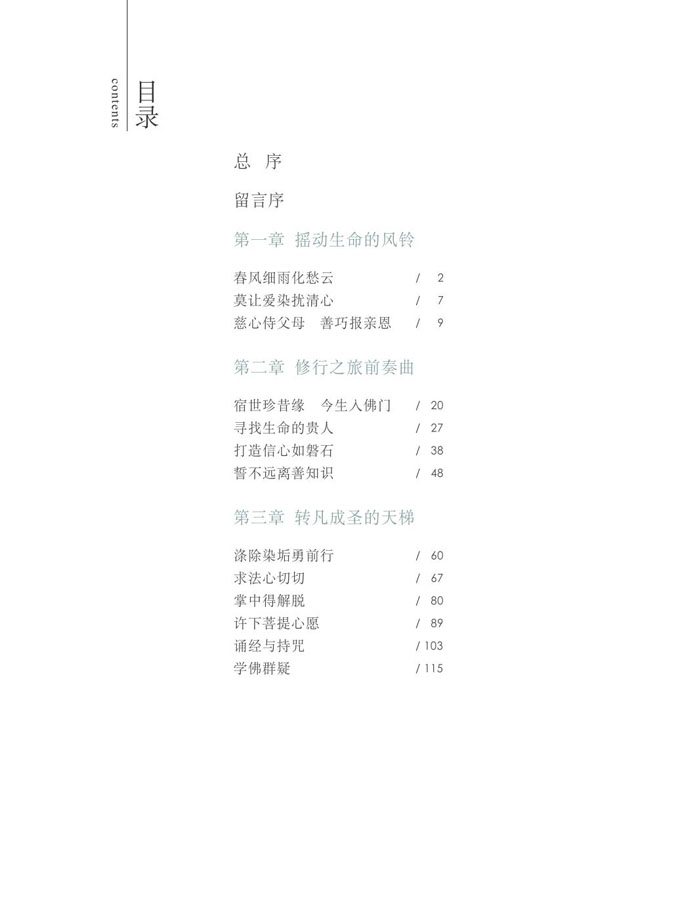 目录
contents
总 序
留言序
第一章 摇动生命的风铃
春风细雨化愁云 / 2
莫让爱染扰清心 / 7
慈心侍父母 善巧报亲恩 / 9
第二章 修行之旅前奏曲
宿世珍昔缘 今生入佛门 / 20
寻找生命的贵人 / 27
打造信心如磐石 / 38
誓不远离善知识 / 48
第三章 转凡成圣的天梯
涤除染垢勇前行 / 60
求法心切切 / 67
掌中得解脱 / 80
许下菩提心愿 / 89
诵经与持咒 / 103
学佛群疑 / 115